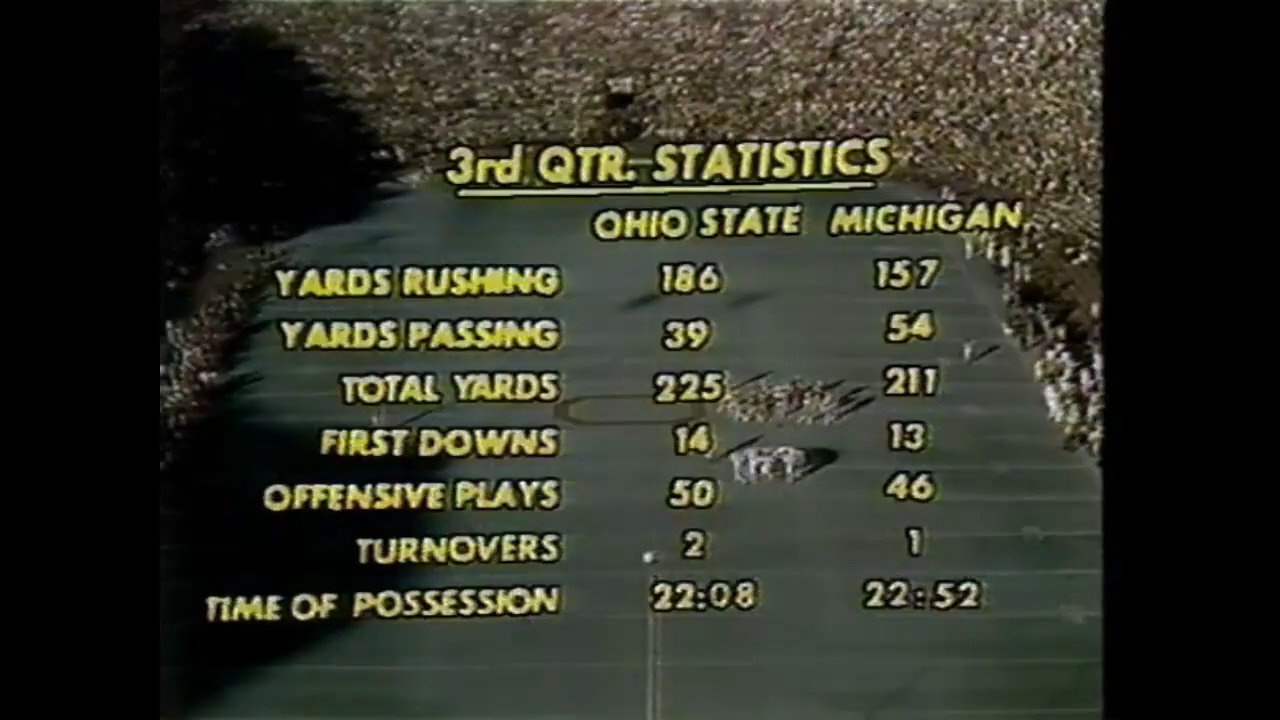 3rd QTR. STATISTICS
OHIO STATE MICHIGAN
YARDS RUSHING 186 157
YARDS PASSING 39 54
TOTAL YARDS 225 211
FIRST DOWNS 14 13
OFFENSIVE PLAYS 50 46
TURNOVERS 2 1
TIME OF POSSESSION 22:08 22:52